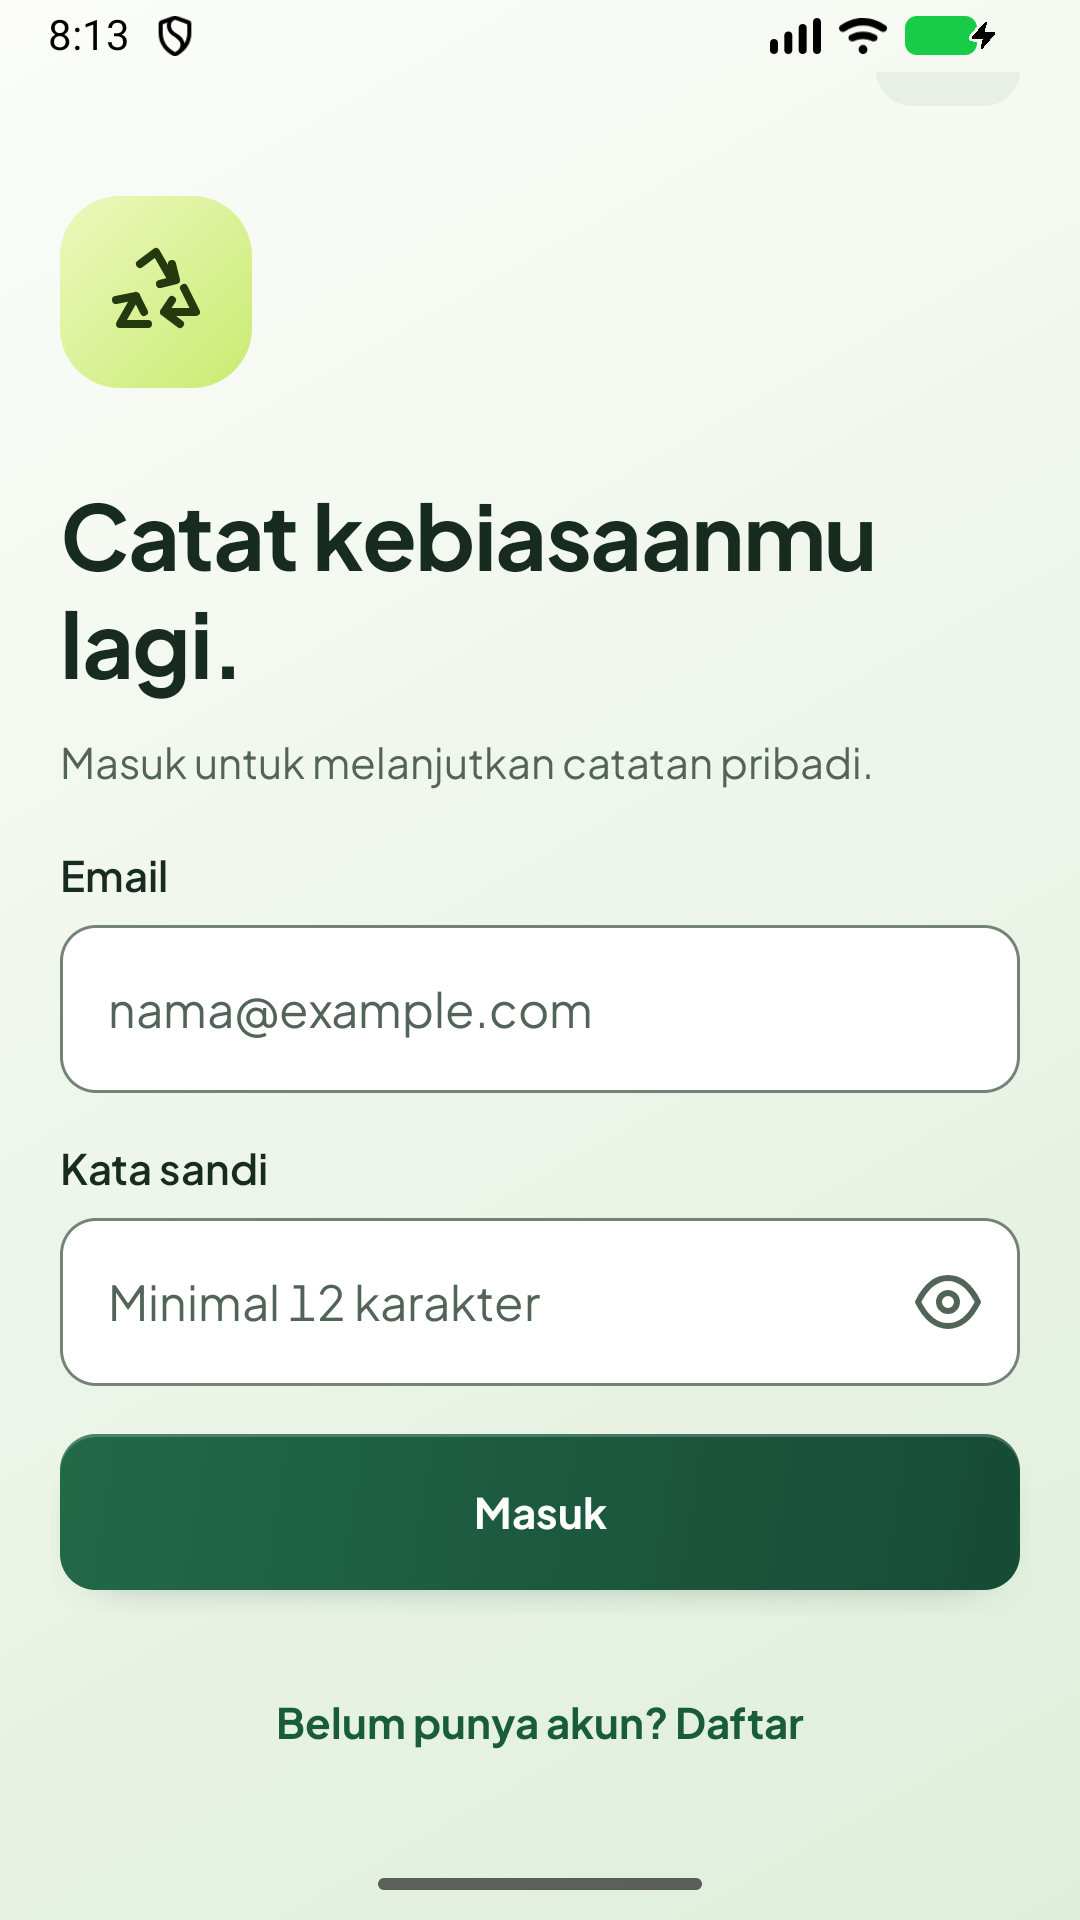 8:13
Catat kebiasaanmu
lagi.
Masuk untuk melanjutkan catatan pribadi.
Email
nama@example.com
Kata sandi
Minimal 12 karakter
Masuk
Belum punya akun? Daftar